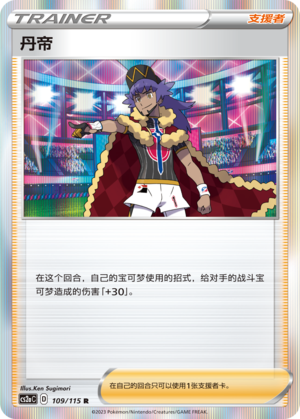 TRAINER
支援者
丹帝
在这个回合，自己的宝可梦使用的招式，给对手的战斗宝
可梦造成的伤害「+30」。
Illus.Ken Sugimori
在自己的回合只可以使用1张支援者卡。
CS2aC D 109/115 R
©2023 Pokémon/Nintendo/Creatures/GAME FREAK.